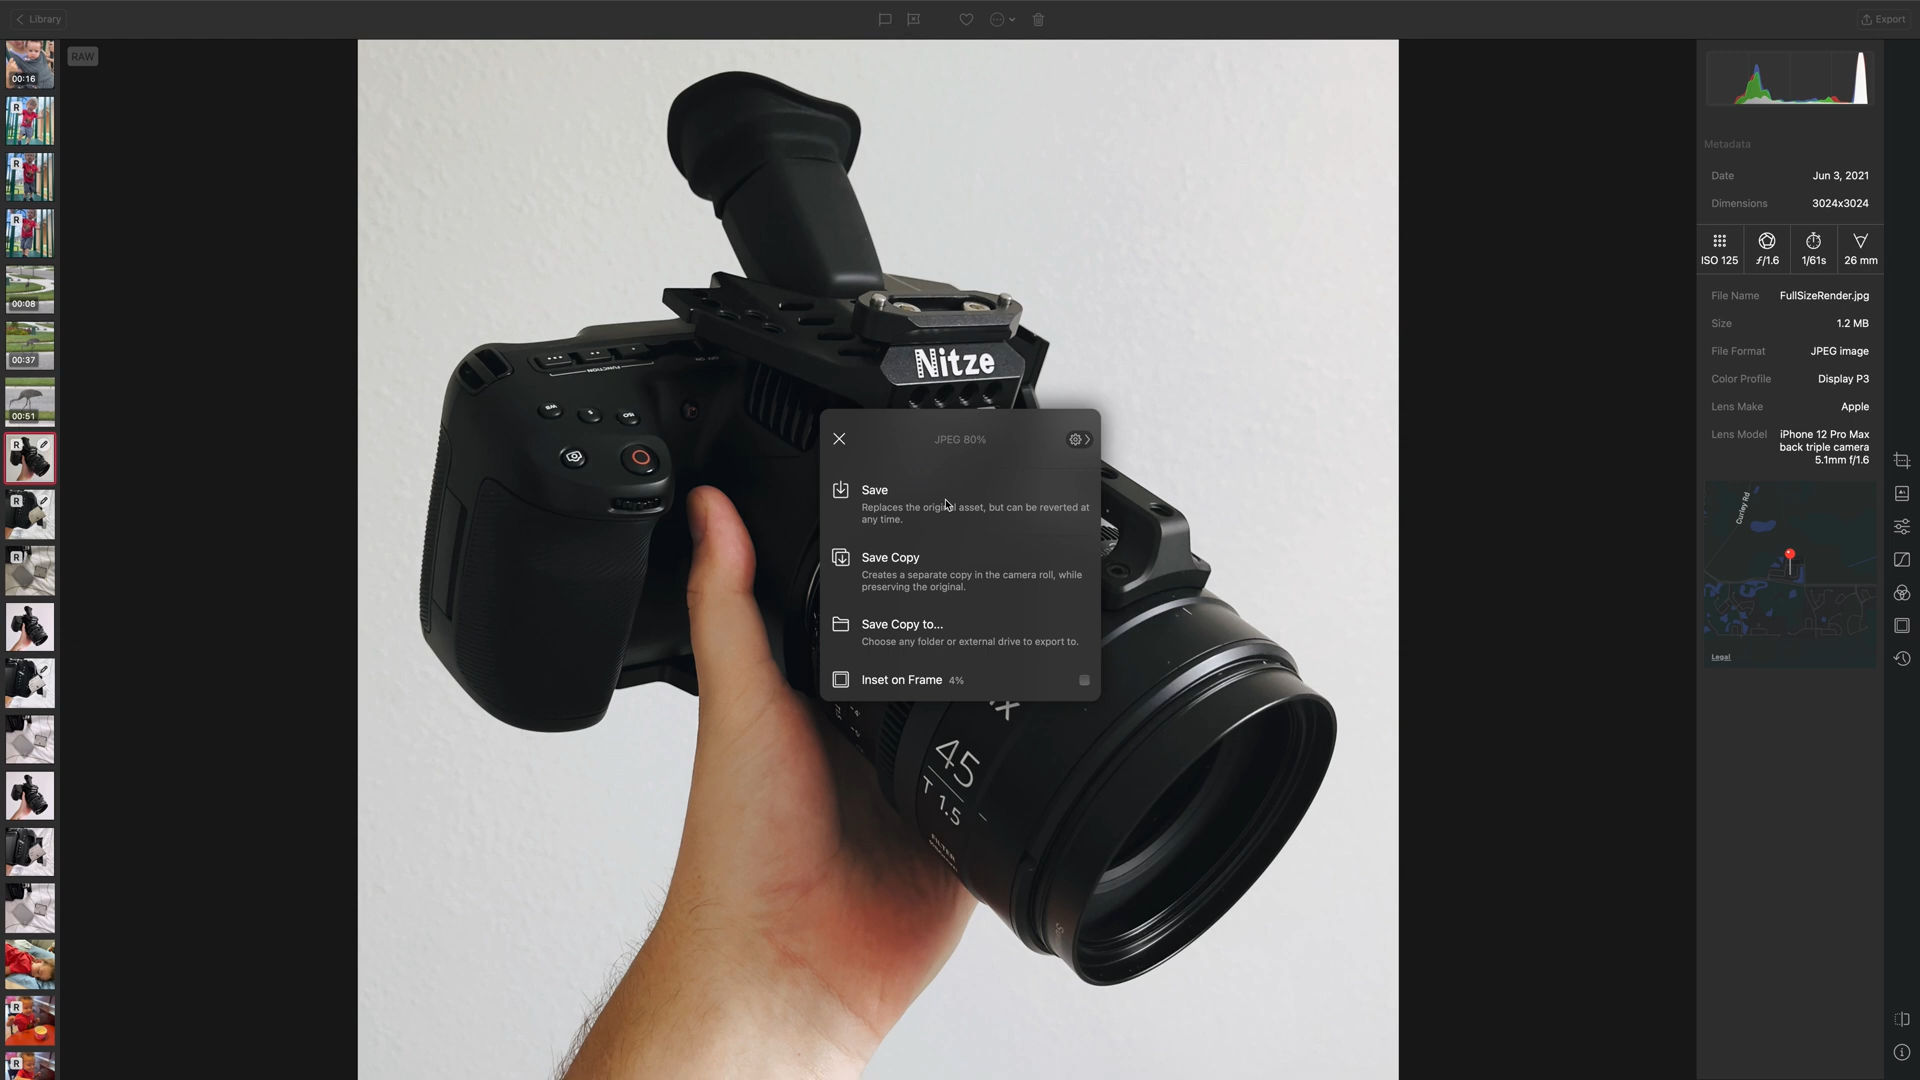 Library
Export
00:16
RAW
R
R
R
00:08
00:37
00:51
R
R
R
R
R
R
Nitze
FUNCTION
WB
S
ISO
45
T 1.5
JPEG 80%
Save
Replaces the original asset, but can be reverted at
any time.
Save Copy
Creates a separate copy in the camera roll, while
preserving the original.
Save Copy to...
Choose any folder or external drive to export to.
Inset on Frame 4%
Metadata
Date Jun 3, 2021
Dimensions 3024x3024
ISO 125 ƒ/1.6 1/61s 26 mm
File Name FullSizeRender.jpg
Size 1.2 MB
File Format JPEG image
Color Profile Display P3
Lens Make Apple
Lens Model iPhone 12 Pro Max
back triple camera
5.1mm f/1.6
Curley Rd
Legal